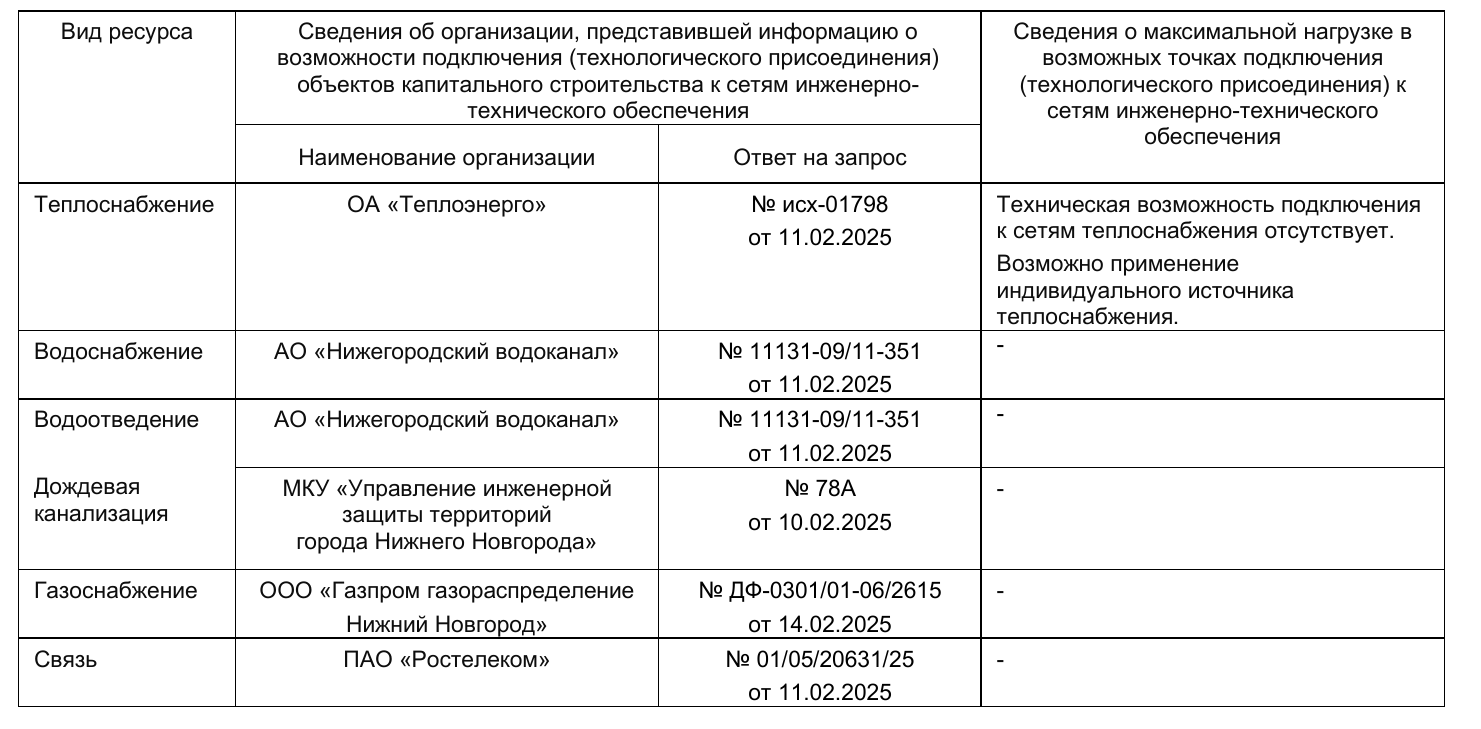 Вид ресурса
Сведения об организации, представившей информацию о
возможности подключения (технологического присоединения)
объектов капитального строительства к сетям инженерно-
технического обеспечения
Сведения о максимальной нагрузке в
возможных точках подключения
(технологического присоединения) к
сетям инженерно-технического
обеспечения
Наименование организации
Ответ на запрос
Теплоснабжение
ОА «Теплоэнерго»
№ исх-01798
от 11.02.2025
Техническая возможность подключения
к сетям теплоснабжения отсутствует.
Возможно применение
индивидуального источника
теплоснабжения.
Водоснабжение
АО «Нижегородский водоканал»
№ 11131-09/11-351
от 11.02.2025
-
Водоотведение
АО «Нижегородский водоканал»
№ 11131-09/11-351
от 11.02.2025
-
Дождевая
канализация
МКУ «Управление инженерной
защиты территорий
города Нижнего Новгорода»
№ 78А
от 10.02.2025
-
Газоснабжение
ООО «Газпром газораспределение
Нижний Новгород»
№ ДФ-0301/01-06/2615
от 14.02.2025
-
Связь
ПАО «Ростелеком»
№ 01/05/20631/25
от 11.02.2025
-